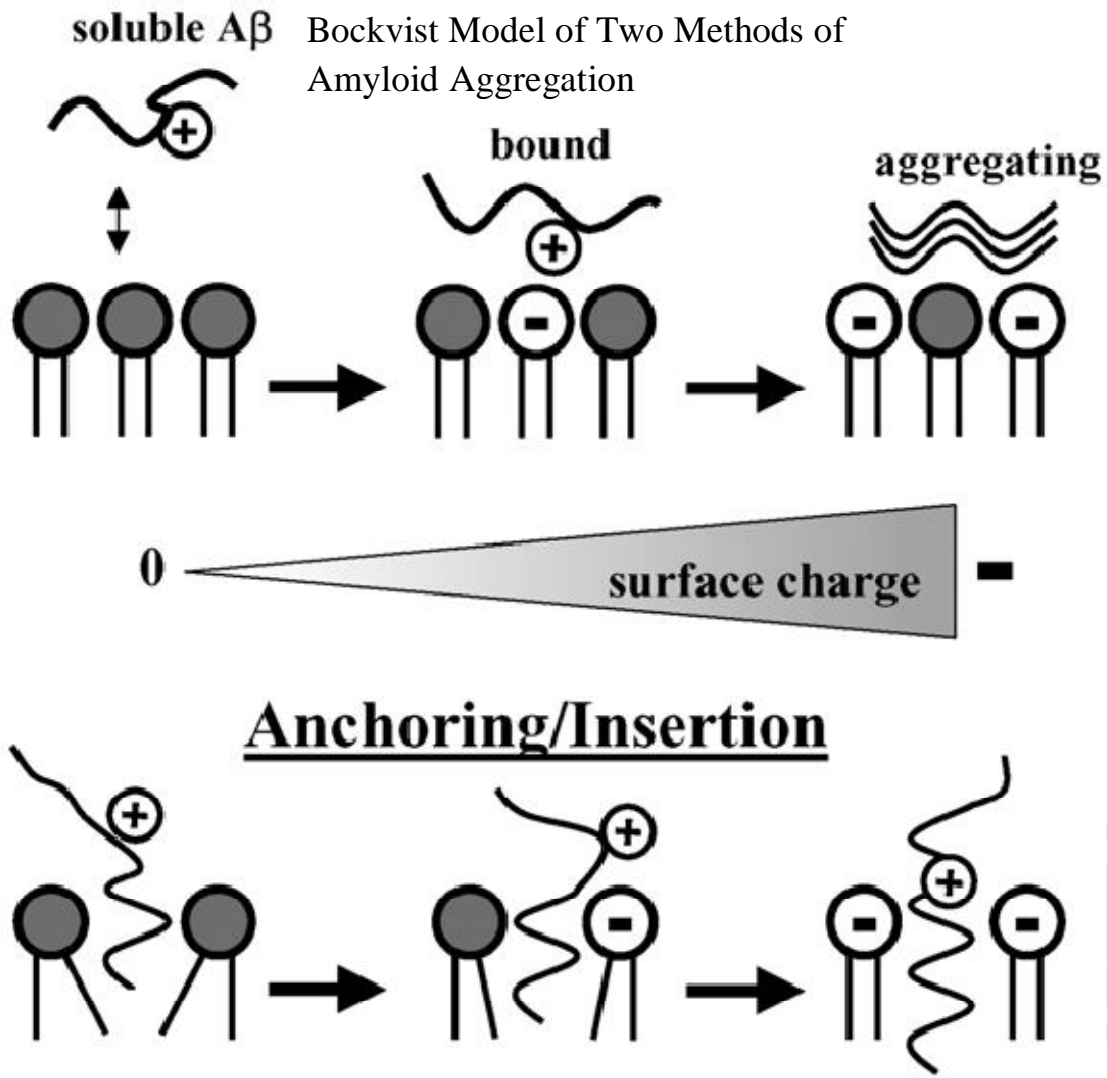 soluble Aβ
Bockvist Model of Two Methods of
Amyloid Aggregation
+
bound
aggregating
+
- - -
0 surface charge -
Anchoring/Insertion
+ + +
- - -